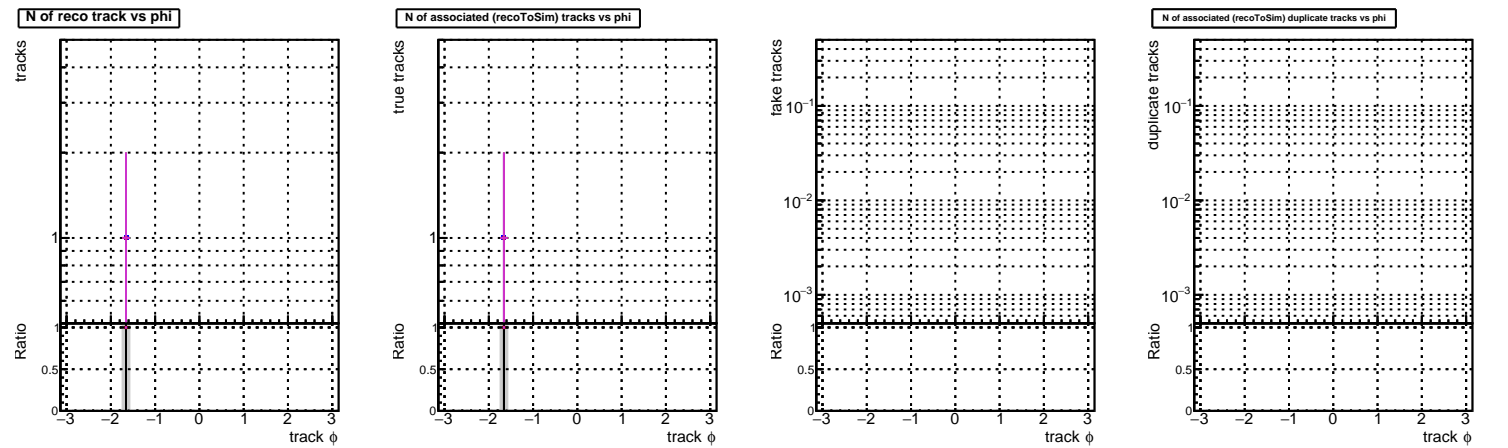 N of reco track vs phi
tracks
1
Ratio
1
0.5
0
−3 −2 −1 0 1 2 3
track ϕ
N of associated (recoToSim) tracks vs phi
true tracks
1
Ratio
1
0.5
0
−3 −2 −1 0 1 2 3
track ϕ
fake tracks
10−1
10−2
10−3
Ratio
1
0.5
0
−3 −2 −1 0 1 2 3
track ϕ
N of associated (recoToSim) duplicate tracks vs phi
duplicate tracks
10−1
10−2
10−3
Ratio
1
0.5
0
−3 −2 −1 0 1 2 3
track ϕ